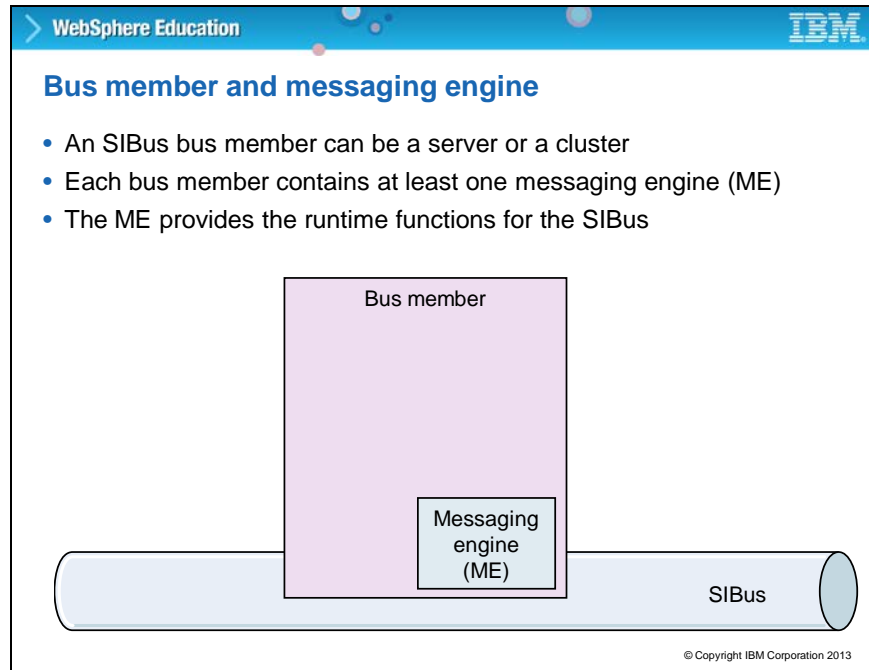 WebSphere Education
IBM
Bus member and messaging engine
• An SIBus bus member can be a server or a cluster
• Each bus member contains at least one messaging engine (ME)
• The ME provides the runtime functions for the SIBus
Bus member
Messaging
engine
(ME)
SIBus
© Copyright IBM Corporation 2013